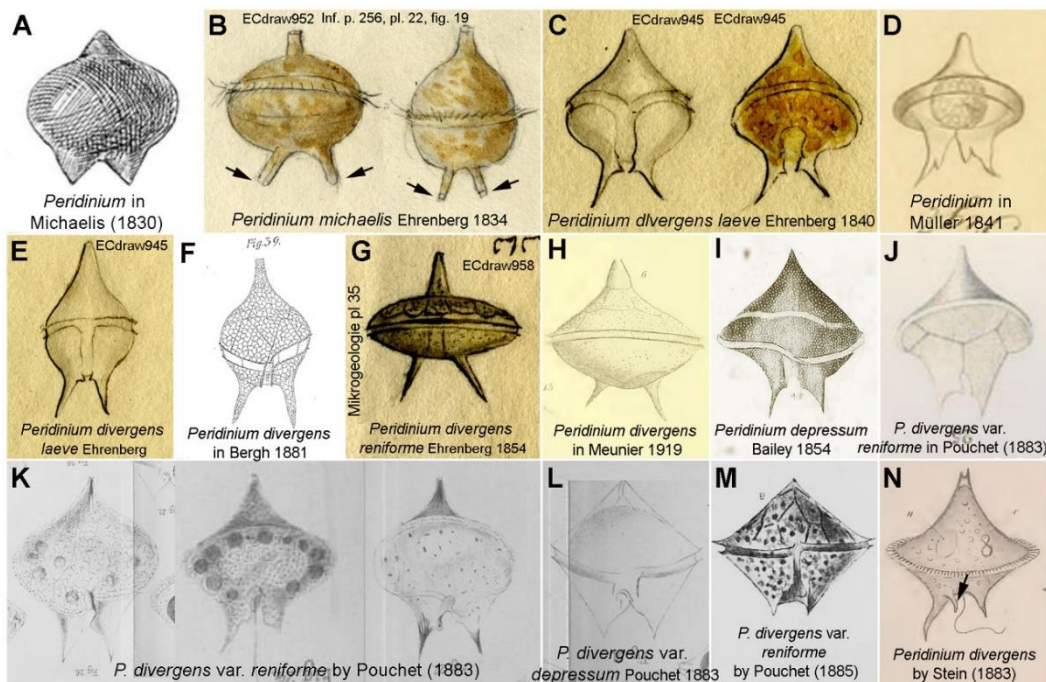 A
Peridinium in
Michaelis (1830)
B
ECdraw952 Inf. p. 256, pl. 22, fig. 19
Peridinium michaelis Ehrenberg 1834
C
ECdraw945 ECdraw945
Peridinium dIvergens laeve Ehrenberg 1840
D
Peridinium in
Müller 1841
E
ECdraw945
Peridinium divergens
laeve Ehrenberg
F
Fig. 39.
Peridinium divergens
in Bergh 1881
G
ECdraw958
Mikrogeologie pl 35
Peridinium divergens
reniforme Ehrenberg 1854
H
6
Peridinium divergens
in Meunier 1919
I
Peridinium depressum
Bailey 1854
J
P. divergens var.
reniforme in Pouchet (1883)
K
P. divergens var. reniforme by Pouchet (1883)
L
P. divergens var.
depressum Pouchet 1883
M
P. divergens var.
reniforme
by Pouchet (1885)
N
Peridinium divergens
by Stein (1883)